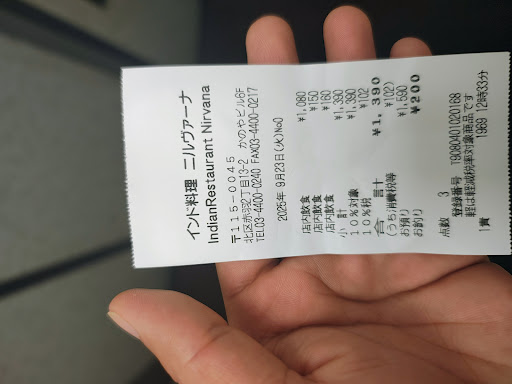 インド料理 ニルヴァーナ
IndianRestaurant Nirvana
〒115-0045
北区赤羽2丁目13-2 かのやビル6F
TEL03-4400-0240 FAX03-4400-0217
2025年 9月23日(火)No0
店内飲食 ¥1,080
店内飲食 ¥150
店内飲食 ¥160
小 計 ¥1,390
10%対象 ¥1,390
10%税 ¥102
合 計 ¥1,390
(うち消費税等 ¥102)
お預り ¥1,590
お釣り ¥200
点数 3
登録番号 T9080401020168
軽は軽減税率対象商品です
1責 1969 12時33分